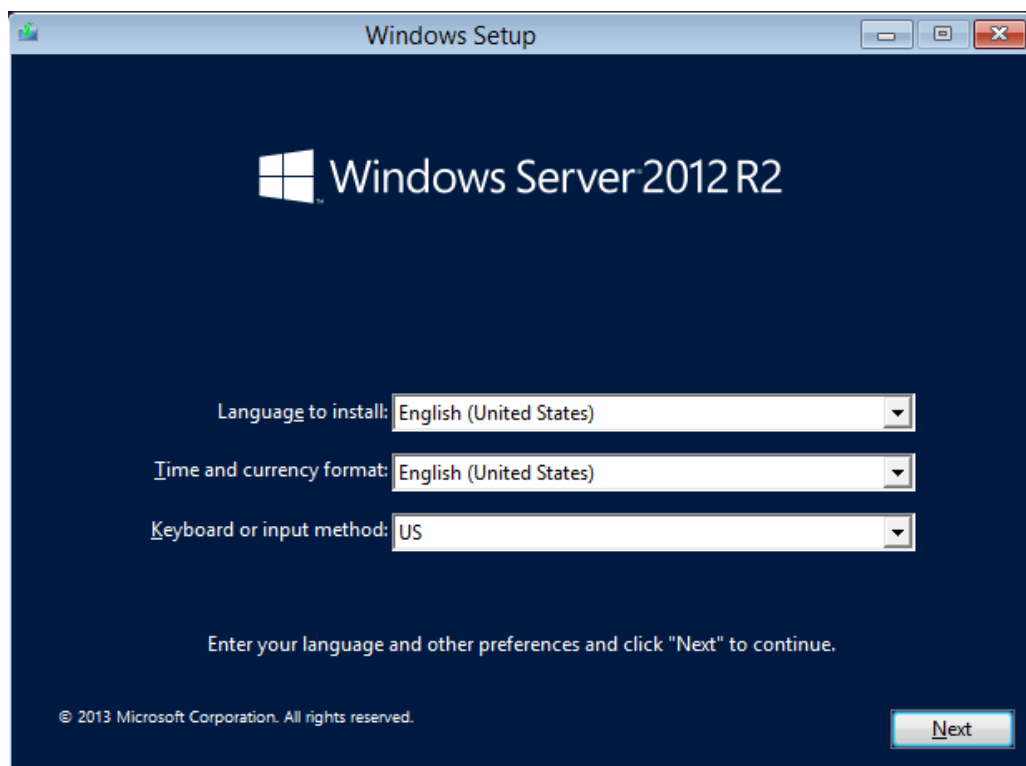 Windows Setup
Windows Server 2012 R2
Language to install: English (United States)
Time and currency format: English (United States)
Keyboard or input method: US
Enter your language and other preferences and click "Next" to continue.
© 2013 Microsoft Corporation. All rights reserved.
Next